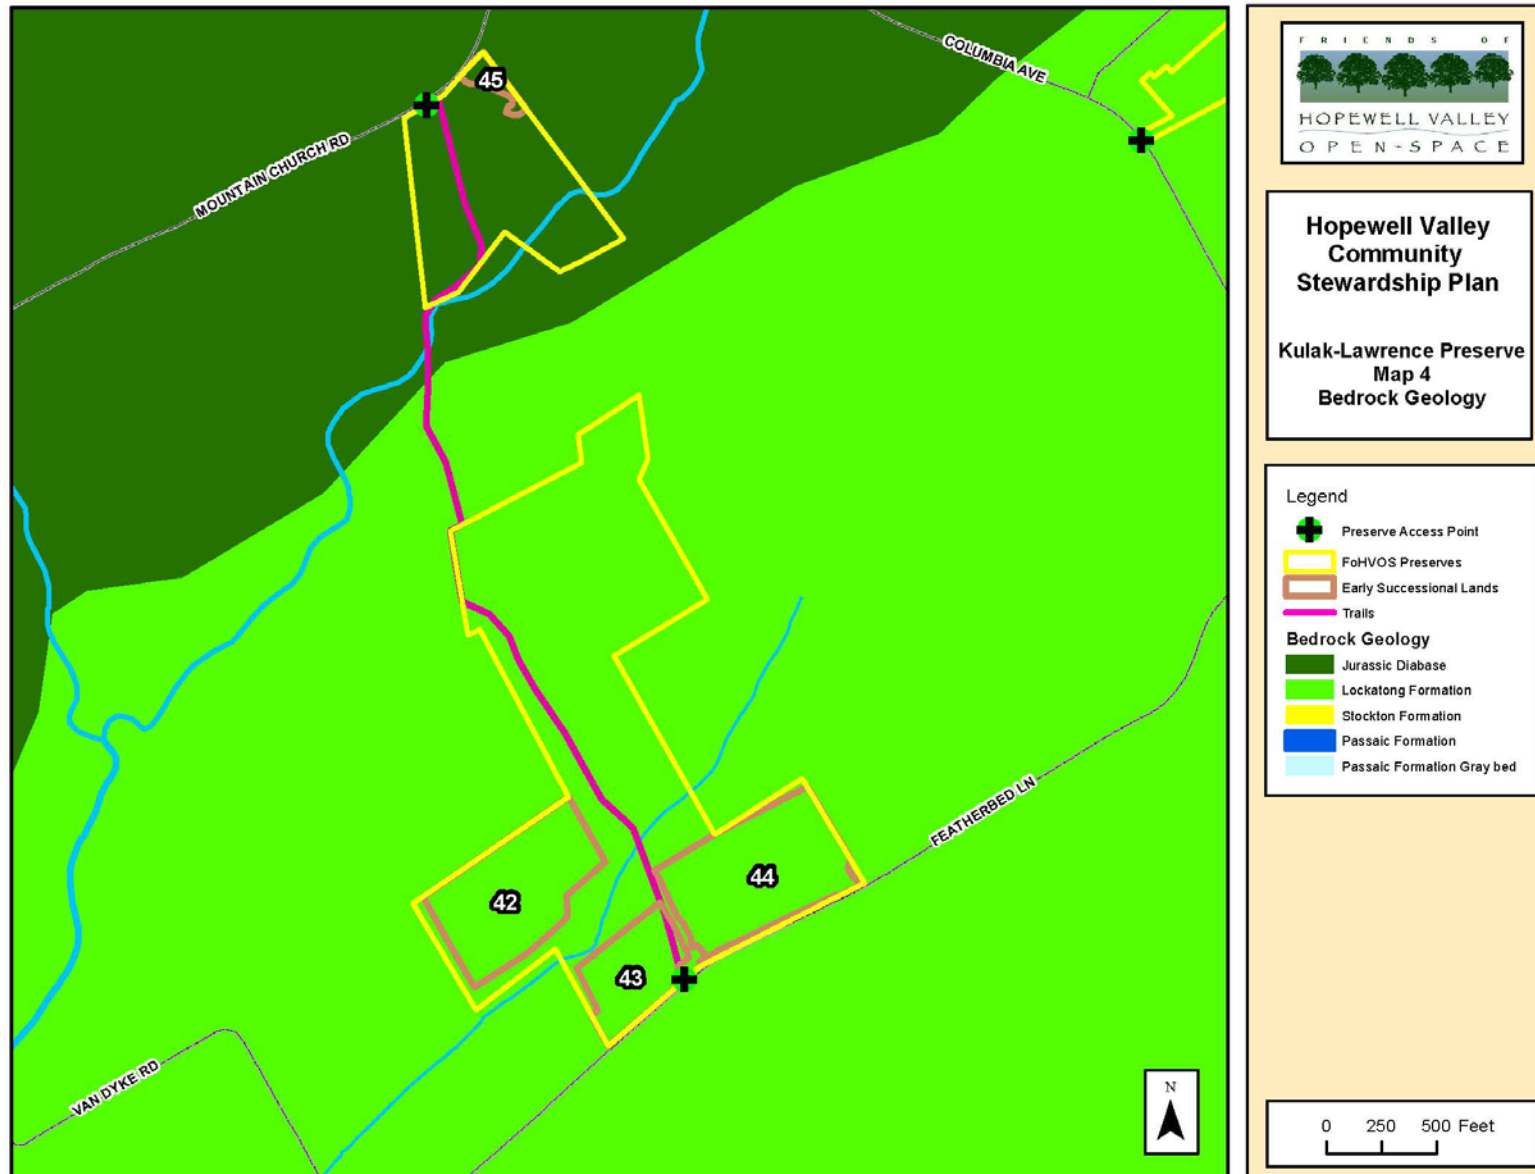 45
COLUMBIA AVE
MOUNTAIN CHURCH RD
FEATHERBED LN
44
42
43
VAN DYKE RD
N
FRIENDS OF
HOPEWELL VALLEY
OPEN-SPACE
Hopewell Valley
Community
Stewardship Plan
Kulak-Lawrence Preserve
Map 4
Bedrock Geology
Legend
Preserve Access Point
FoHVOS Preserves
Early Successional Lands
Trails
Bedrock Geology
Jurassic Diabase
Lockatong Formation
Stockton Formation
Passaic Formation
Passaic Formation Gray bed
0 250 500 Feet